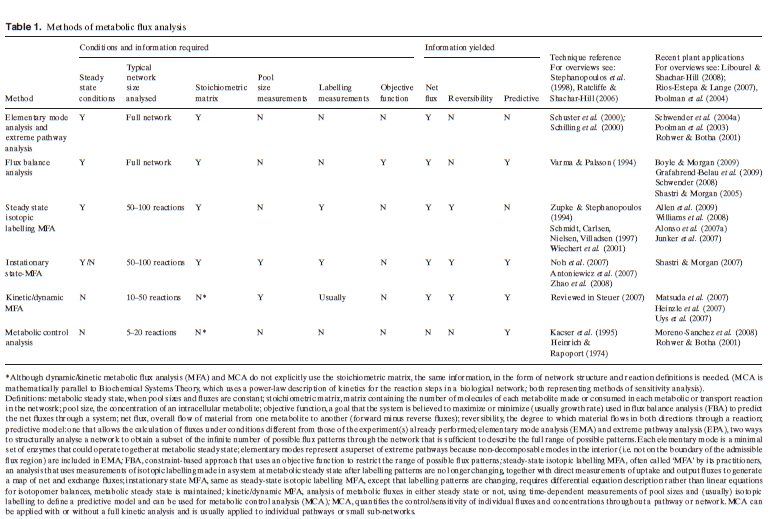 Table 1. Methods of metabolic flux analysis
Conditions and information required Information yielded
Method Steady state conditions Typical network size analysed Stoichiometric matrix Pool size measurements Labelling measurements Objective function Net flux Reversibility Predictive Technique reference For overviews see: Stephanopoulos et al. (1998), Ratcliffe & Shachar-Hill (2006) Recent plant applications For overviews see: Libourel & Shachar-Hill (2008); Rios-Estepa & Lange (2007), Poolman et al. (2004)
Elementary mode analysis and extreme pathway analysis Y Full network Y N N N Y N N Schuster et al. (2000); Schilling et al. (2000) Schwender et al. (2004a) Poolman et al. (2003) Rohwer & Botha (2001)
Flux balance analysis Y Full network Y N N Y Y N Y Varma & Palsson (1994) Boyle & Morgan (2009) Grafahrend-Belau et al. (2009) Schwender (2008) Shastri & Morgan (2005)
Steady state isotopic labelling MFA Y 50–100 reactions Y N Y N Y Y N Zupke & Stephanopoulos (1994) Schmidt, Carlsen, Nielsen, Villadsen (1997) Wiechert et al. (2001) Allen et al. (2009) Williams et al. (2008) Alonso et al. (2007a) Junker et al. (2007)
Instationary state-MFA Y/N 50–100 reactions Y Y Y N Y Y Y Noh et al. (2007) Antoniewicz et al. (2007) Zhao et al. (2008) Shastri & Morgan (2007)
Kinetic/dynamic MFA N 10–50 reactions N* Y Usually N Y Y Y Reviewed in Steuer (2007) Matsuda et al. (2007) Heinzle et al. (2007) Uys et al. (2007)
Metabolic control analysis N 5–20 reactions N* N N N N N Y Kacser et al. (1995) Heinrich & Rapoport (1974) Moreno-Sanchez et al. (2008) Rohwer & Botha (2001)
*Although dynamic/kinetic metabolic flux analysis (MFA) and MCA do not explicitly use the stoichiometric matrix, the same information, in the form of network structure and reaction definitions is needed. (MCA is
mathematically parallel to Biochemical Systems Theory, which uses a power-law description of kinetics for the reaction steps in a biological network; both representing methods of sensitivity analysis).
Definitions: metabolic steady state, when pool sizes and fluxes are constant; stoichiometric matrix, matrix containing the number of molecules of each metabolite made or consumed in each metabolic or transport reaction
in the network; pool size, the concentration of an intracellular metabolite; objective function, a goal that the system is believed to maximize or minimize (usually growth rate) used in flux balance analysis (FBA) to predict
the net fluxes through a system; net flux, overall flow of material from one metabolite to another (forward minus reverse fluxes); reversibility, the degree to which material flows in both directions through a reaction;
predictive model: one that allows the calculation of fluxes under conditions different from those of the experiment(s) already performed; elementary mode analysis (EMA) and extreme pathway analysis (EPA), two ways
to structurally analyse a network to obtain a subset of the infinite number of possible flux patterns through the network that is sufficient to describe the full range of possible patterns. Each elementary mode is a minimal
set of enzymes that could operate together at metabolic steady state; elementary modes represent a superset of extreme pathways because non-decomposable modes in the interior (i.e. not on the boundary of the admissible
flux region) are included in EMA; FBA, constraint-based approach that uses an objective function to restrict the range of possible flux patterns; steady-state isotopic labelling MFA, often called 'MFA' by its practitioners,
an analysis that uses measurements of isotopic labelling made in a system at metabolic steady state after labelling patterns are no longer changing, together with direct measurements of uptake and output fluxes to generate
a map of net and exchange fluxes; instationary state MFA, same as steady-state isotopic labelling MFA, except that labelling patterns are changing, requires differential equation description rather than linear equations
for isotopomer balances, metabolic steady state is maintained; kinetic/dynamic MFA, analysis of metabolic fluxes in either steady state or not, using time-dependent measurements of pool sizes and (usually) isotopic
labelling to define a predictive model and can be used for metabolic control analysis (MCA); MCA, quantifies the control/sensitivity of individual fluxes and concentrations throughout a pathway or network. MCA can
be applied with or without a full kinetic analysis and is usually applied to individual pathways or small sub-networks.